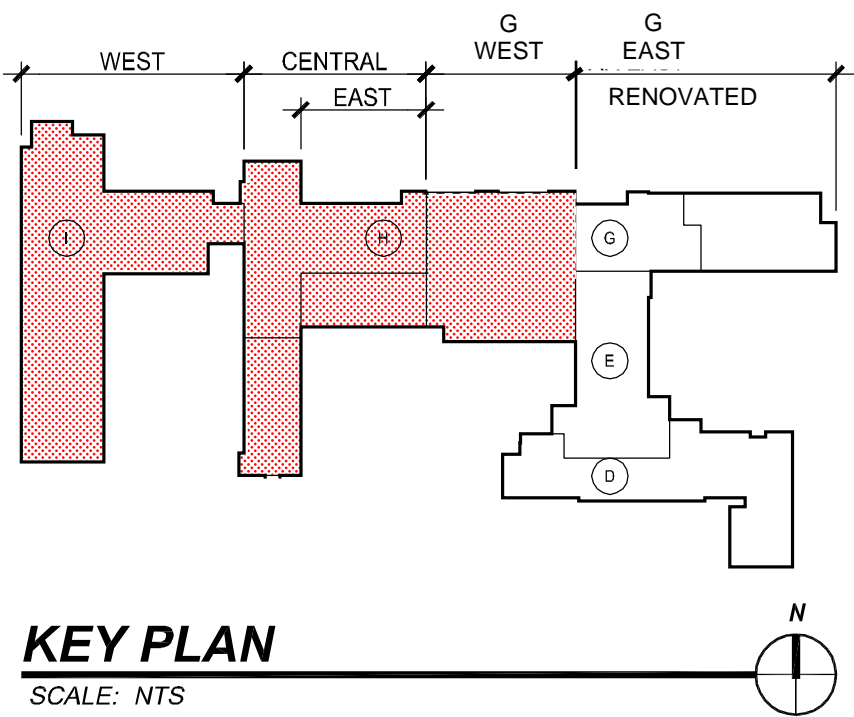 G
WEST
G
EAST
WEST
CENTRAL
EAST
RENOVATED
I
H
G
E
D
KEY PLAN
SCALE: NTS
N